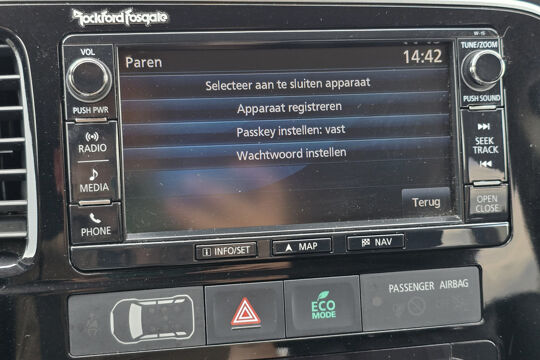 Rockford Fosgate
W-15
VOL
PUSH PWR
RADIO
MEDIA
PHONE
Paren
14:42
Selecteer aan te sluiten apparaat
Apparaat registreren
Passkey instellen: vast
Wachtwoord instellen
Terug
TUNE/ZOOM
PUSH SOUND
SEEK
TRACK
OPEN
CLOSE
i INFO/SET
MAP
NAV
ECO
MODE
PASSENGER AIRBAG